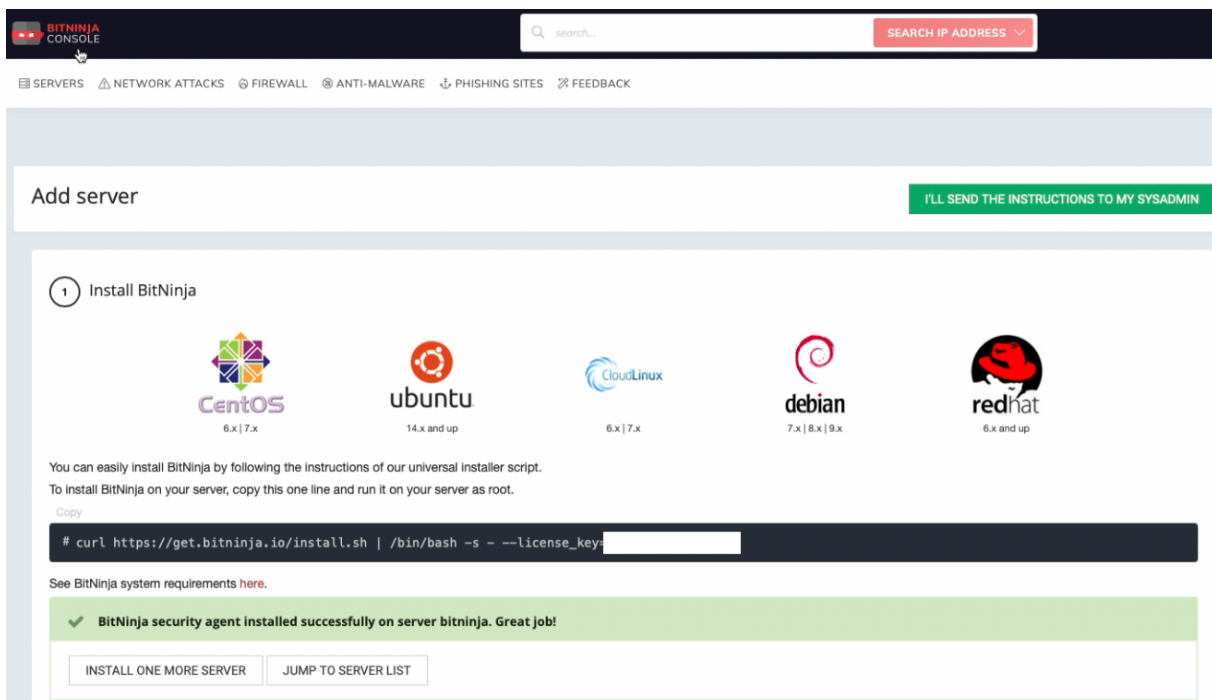 BITNINJA
CONSOLE
search...
SEARCH IP ADDRESS
SERVERS NETWORK ATTACKS FIREWALL ANTI-MALWARE PHISHING SITES FEEDBACK
Add server
I'LL SEND THE INSTRUCTIONS TO MY SYSADMIN
1 Install BitNinja
CentOS ubuntu CloudLinux debian redhat
6.x | 7.x 14.x and up 6.x | 7.x 7.x | 8.x | 9.x 6.x and up
You can easily install BitNinja by following the instructions of our universal installer script.
To install BitNinja on your server, copy this one line and run it on your server as root.
Copy
# curl https://get.bitninja.io/install.sh | /bin/bash -s - --license_key=
See BitNinja system requirements here.
BitNinja security agent installed successfully on server bitninja. Great job!
INSTALL ONE MORE SERVER JUMP TO SERVER LIST